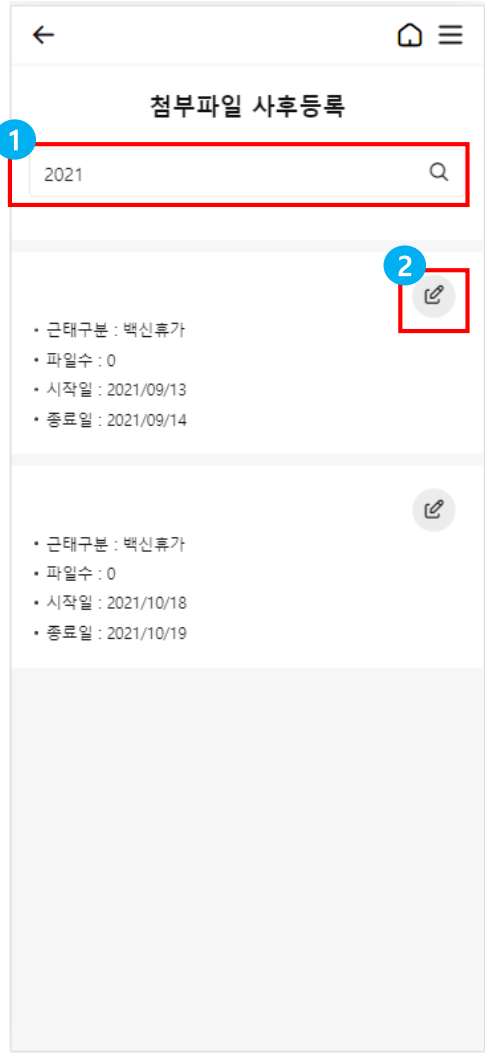 첨부파일 사후등록
1
2021
2
• 근태구분 : 백신휴가
• 파일수 : 0
• 시작일 : 2021/09/13
• 종료일 : 2021/09/14
• 근태구분 : 백신휴가
• 파일수 : 0
• 시작일 : 2021/10/18
• 종료일 : 2021/10/19